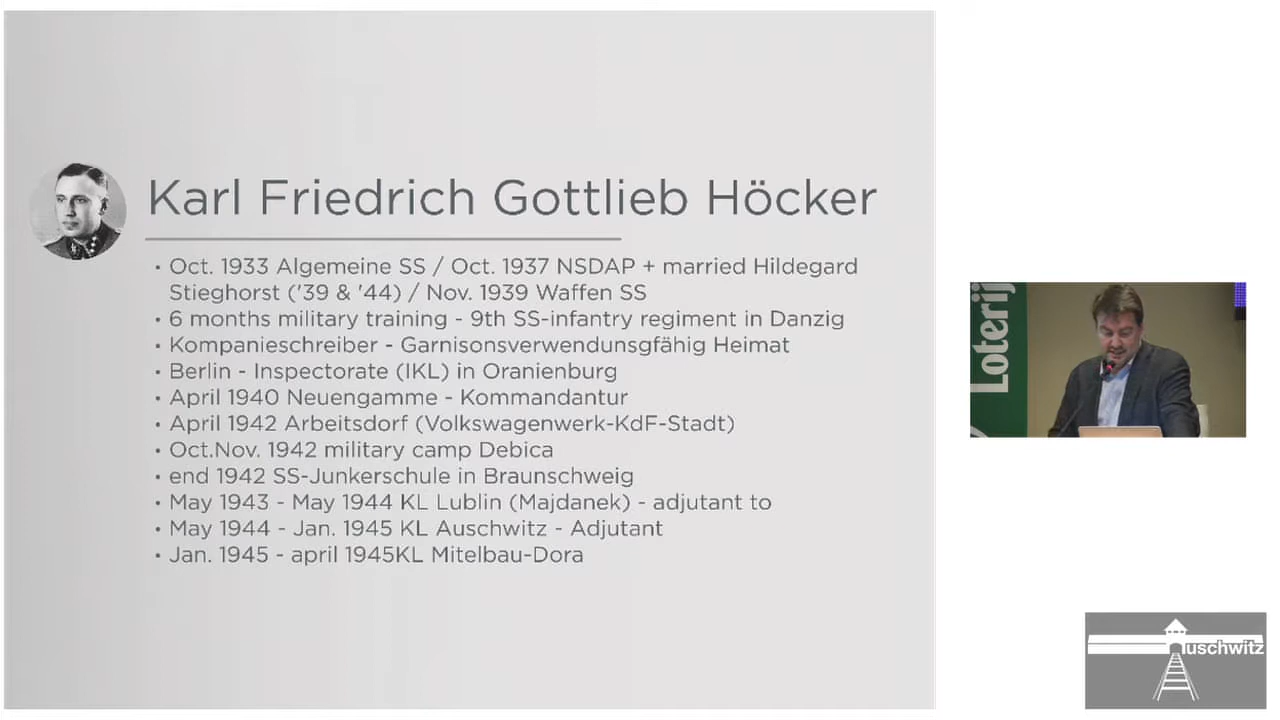 Karl Friedrich Gottlieb Höcker
• Oct. 1933 Algemeine SS / Oct. 1937 NSDAP + married Hildegard
Stieghorst ('39 & '44) / Nov. 1939 Waffen SS
• 6 months military training - 9th SS-infantry regiment in Danzig
• Kompanieschreiber - Garnisonsverwendunsgfähig Heimat
• Berlin - Inspectorate (IKL) in Oranienburg
• April 1940 Neuengamme - Kommandantur
• April 1942 Arbeitsdorf (Volkswagenwerk-KdF-Stadt)
• Oct.Nov. 1942 military camp Debica
• end 1942 SS-Junkerschule in Braunschweig
• May 1943 - May 1944 KL Lublin (Majdanek) - adjutant to
• May 1944 - Jan. 1945 KL Auschwitz - Adjutant
• Jan. 1945 - april 1945KL Mitelbau-Dora
Loterij
uschwitz